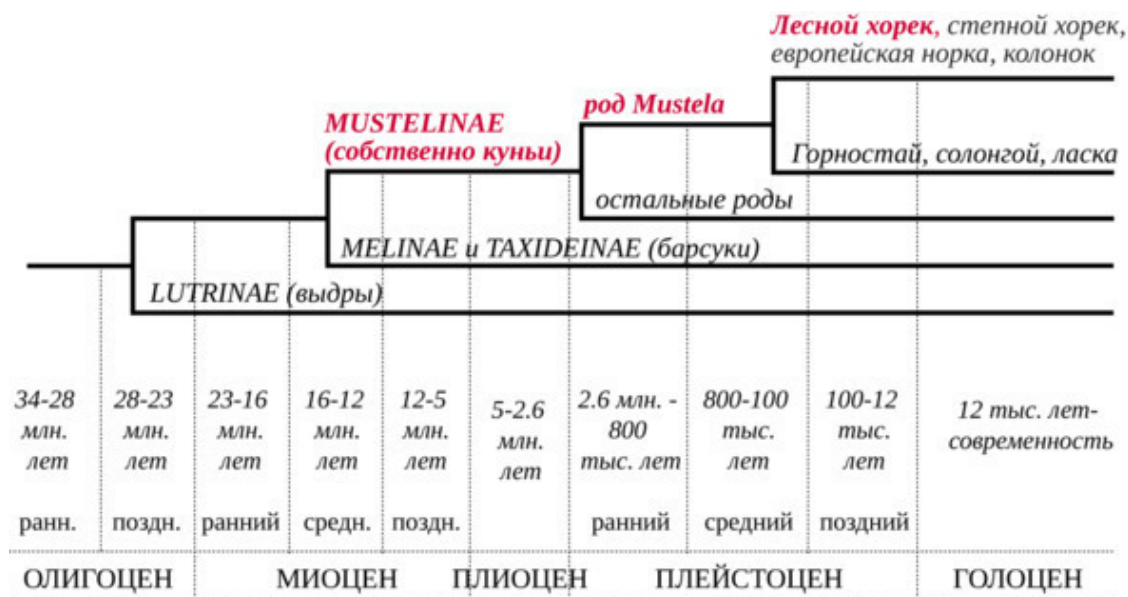 Лесной хорек, степной хорек,
европейская норка, колонок
род Mustela
MUSTELINAE
(собственно куньи)
Горностай, солонгой, ласка
остальные роды
MELINAE и TAXIDEINAE (барсуки)
LUTRINAE (выдры)
34-28
млн.
лет
28-23
млн.
лет
23-16
млн.
лет
16-12
млн.
лет
12-5
млн.
лет
5-2.6
млн.
лет
2.6 млн. -
800
тыс. лет
800-100
тыс.
лет
100-12
тыс.
лет
12 тыс. лет-
современность
ранн.
поздн.
ранний
средн.
поздн.
ранний
средний
поздний
ОЛИГОЦЕН
МИОЦЕН
ПЛИОЦЕН
ПЛЕЙСТОЦЕН
ГОЛОЦЕН